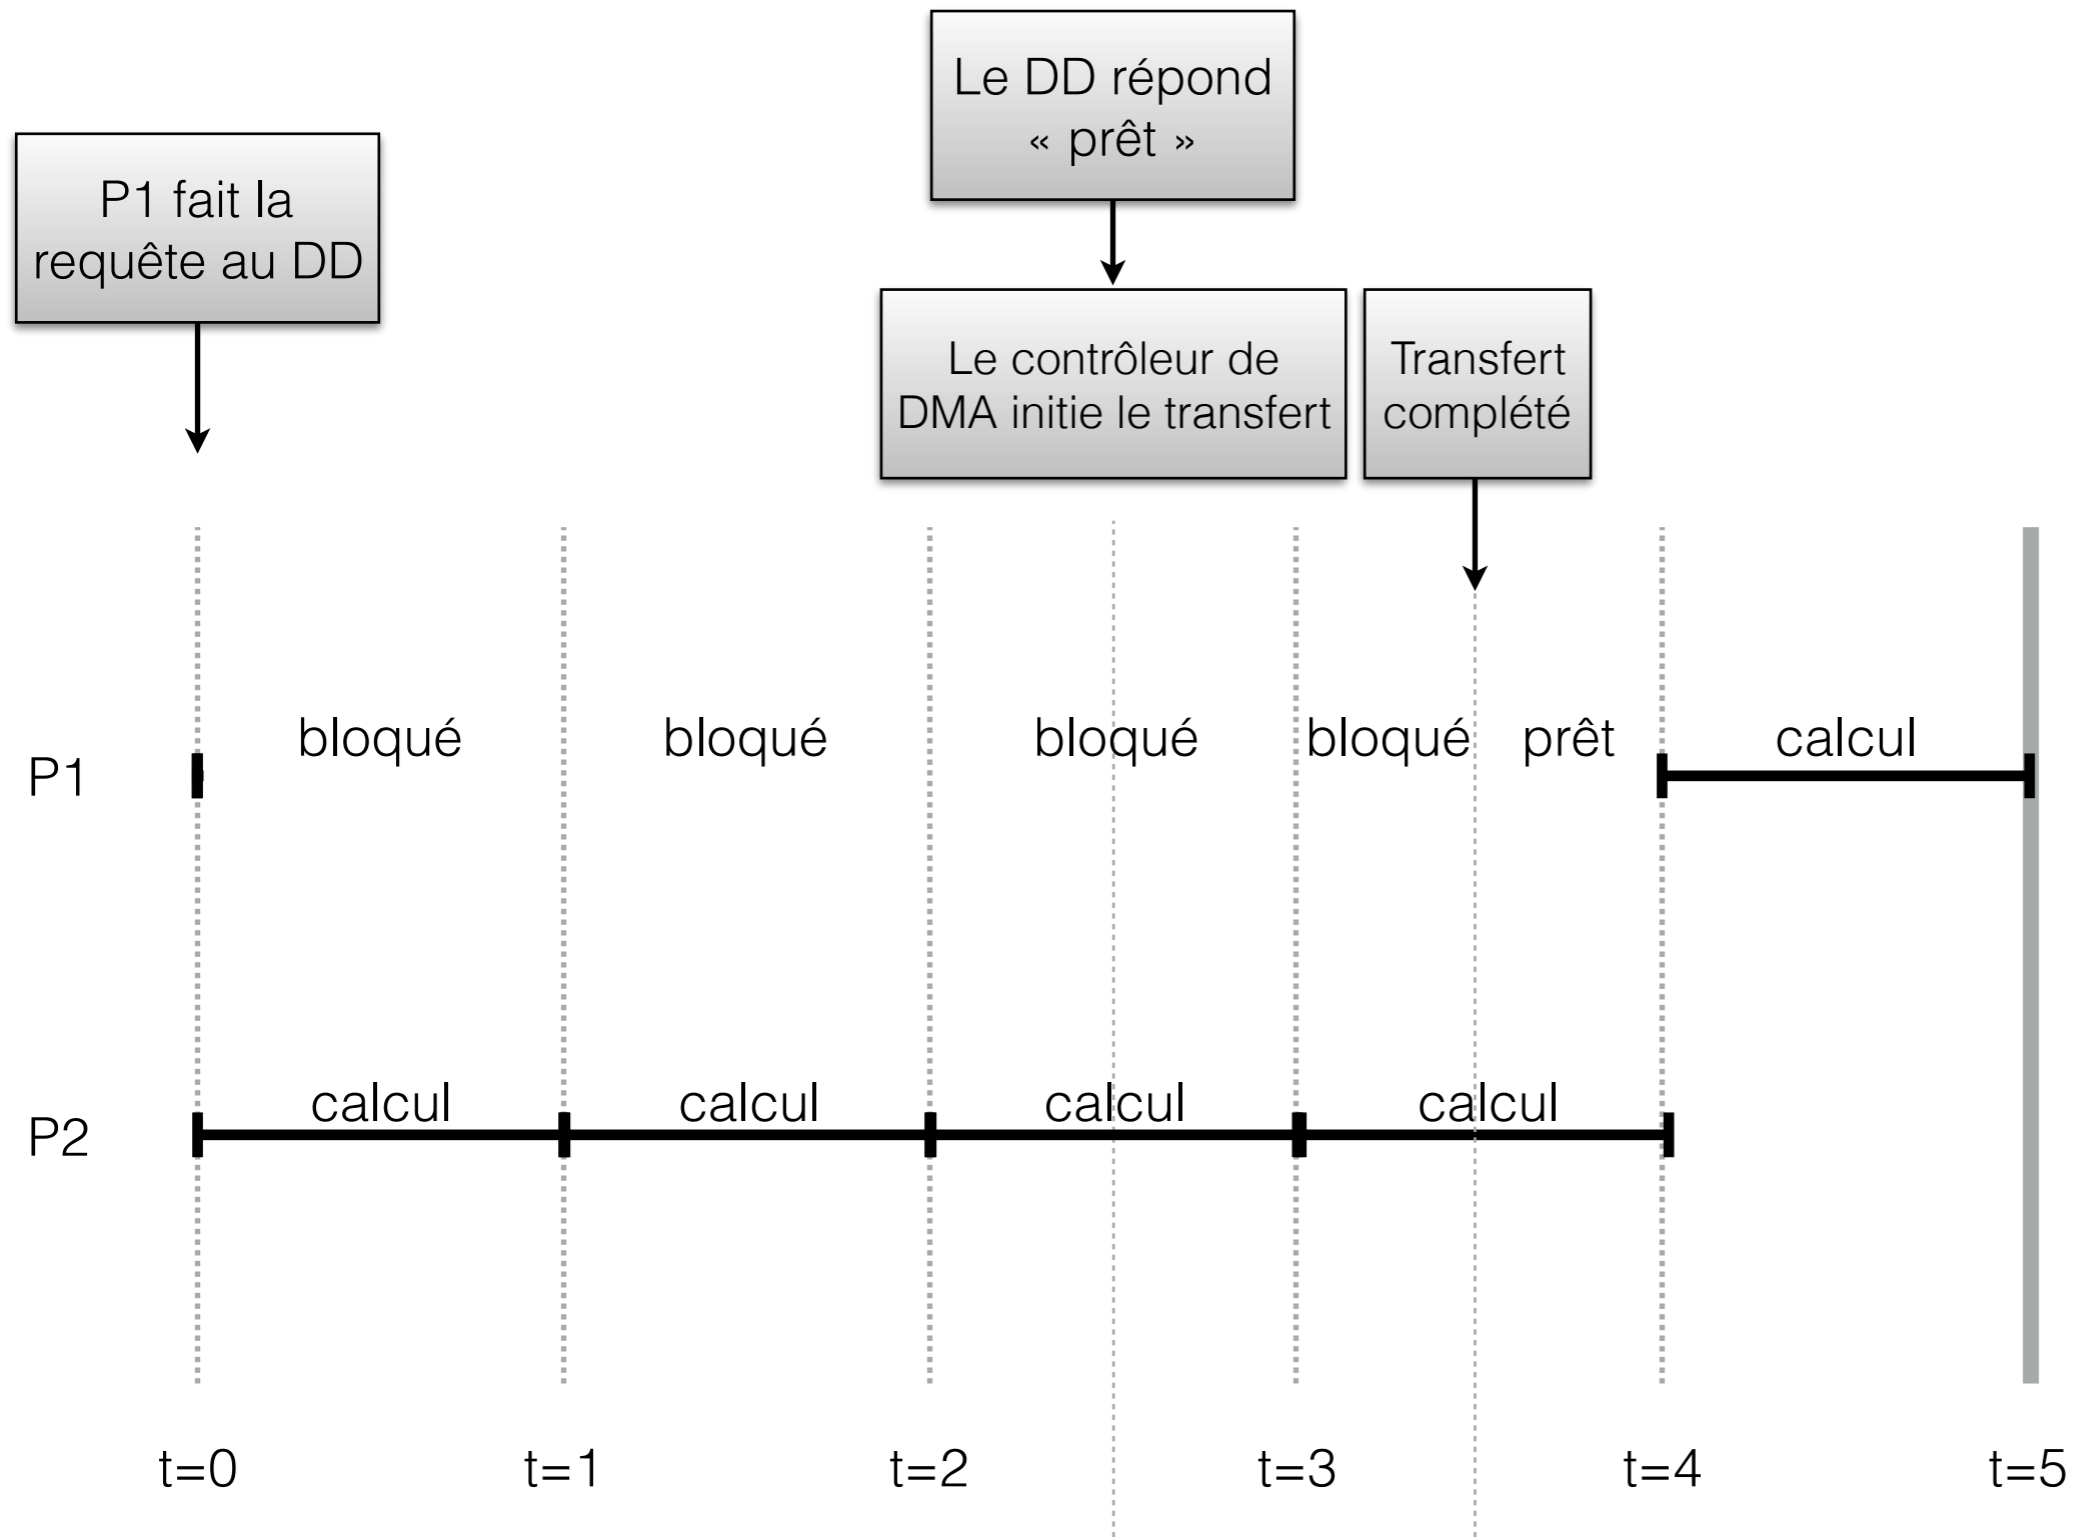 Le DD répond
« prêt »
P1 fait la
requête au DD
Le contrôleur de
DMA initie le transfert
Transfert
complété
bloqué bloqué bloqué bloqué prêt calcul
P1
calcul calcul calcul calcul
P2
t=0 t=1 t=2 t=3 t=4 t=5